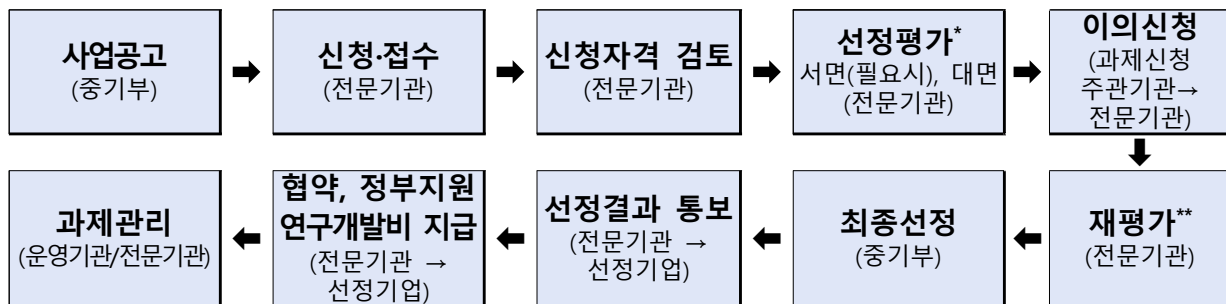 사업공고
(중기부)
신청·접수
(전문기관)
신청자격 검토
(전문기관)
선정평가*
서면(필요시), 대면
(전문기관)
이의신청
(과제신청
주관기관→
전문기관)
재평가**
(전문기관)
최종선정
(중기부)
선정결과 통보
(전문기관 →
선정기업)
협약, 정부지원
연구개발비 지급
(전문기관 →
선정기업)
과제관리
(운영기관/전문기관)